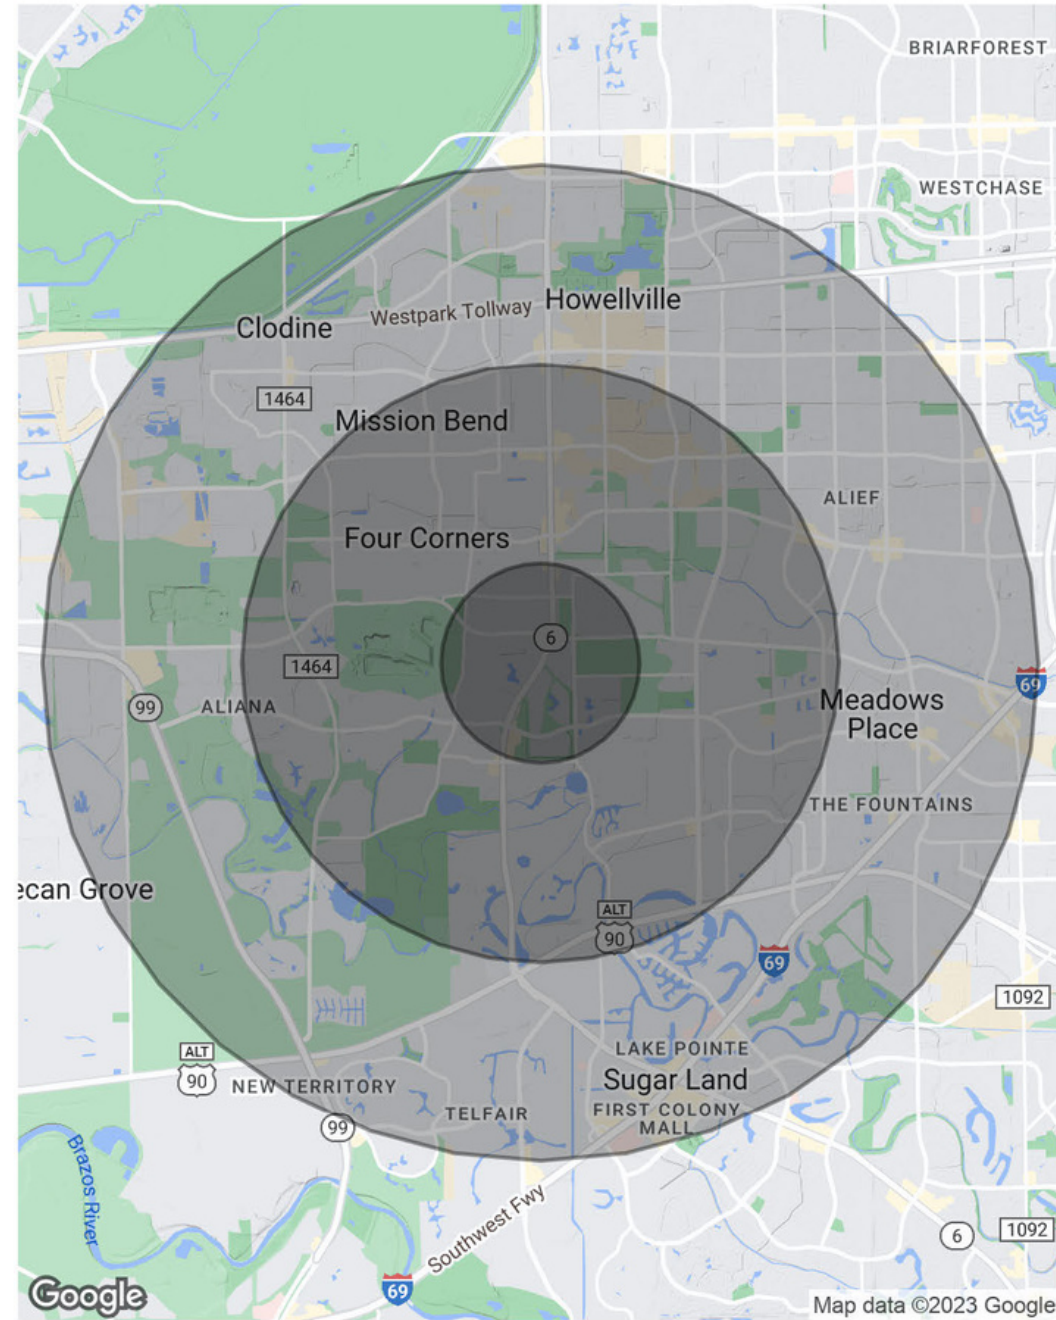 BRIARFOREST
WESTCHASE
Howellville
Westpark Tollway
Clodine
1464
Mission Bend
ALIEF
Four Corners
6
1464
69
Meadows
Place
99
ALIANA
THE FOUNTAINS
ecan Grove
ALT
90
69
1092
LAKE POINTE
ALT
90
NEW TERRITORY
Sugar Land
TELFAIR
FIRST COLONY
MALL
99
Brazos River
Southwest Fwy
6
1092
69
Google
Map data ©2023 Google